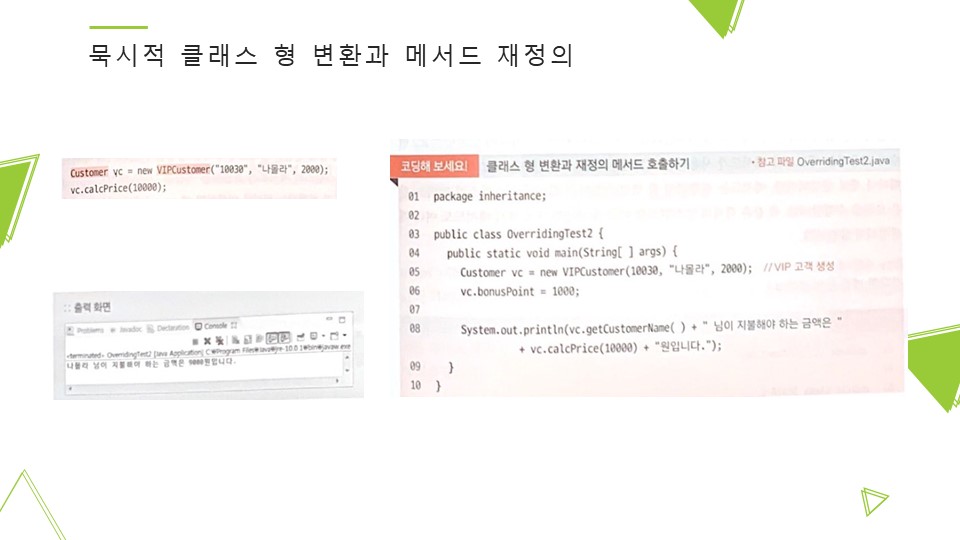 묵시적 클래스 형 변환과 메서드 재정의
Customer vc = new VIPCustomer("10030", "나몰라", 2000);
vc.calcPrice(10000);
:: 출력 화면
Problems Javadoc Declaration Console
<terminated> OverridingTest2 [Java Application] C:₩Program Files₩Java₩jre-10.0.1₩bin₩javaw.exe
나몰라 님이 지불해야 하는 금액은 9000원입니다.
코딩해 보세요! 클래스 형 변환과 재정의 메서드 호출하기 • 참고 파일 OverridingTest2.java
01 package inheritance;
02
03 public class OverridingTest2 {
04 public static void main(String[ ] args) {
05 Customer vc = new VIPCustomer(10030, "나몰라", 2000); //VIP 고객 생성
06 vc.bonusPoint = 1000;
07
08 System.out.println(vc.getCustomerName( ) + " 님이 지불해야 하는 금액은 "
+ vc.calcPrice(10000) + "원입니다.");
09 }
10 }